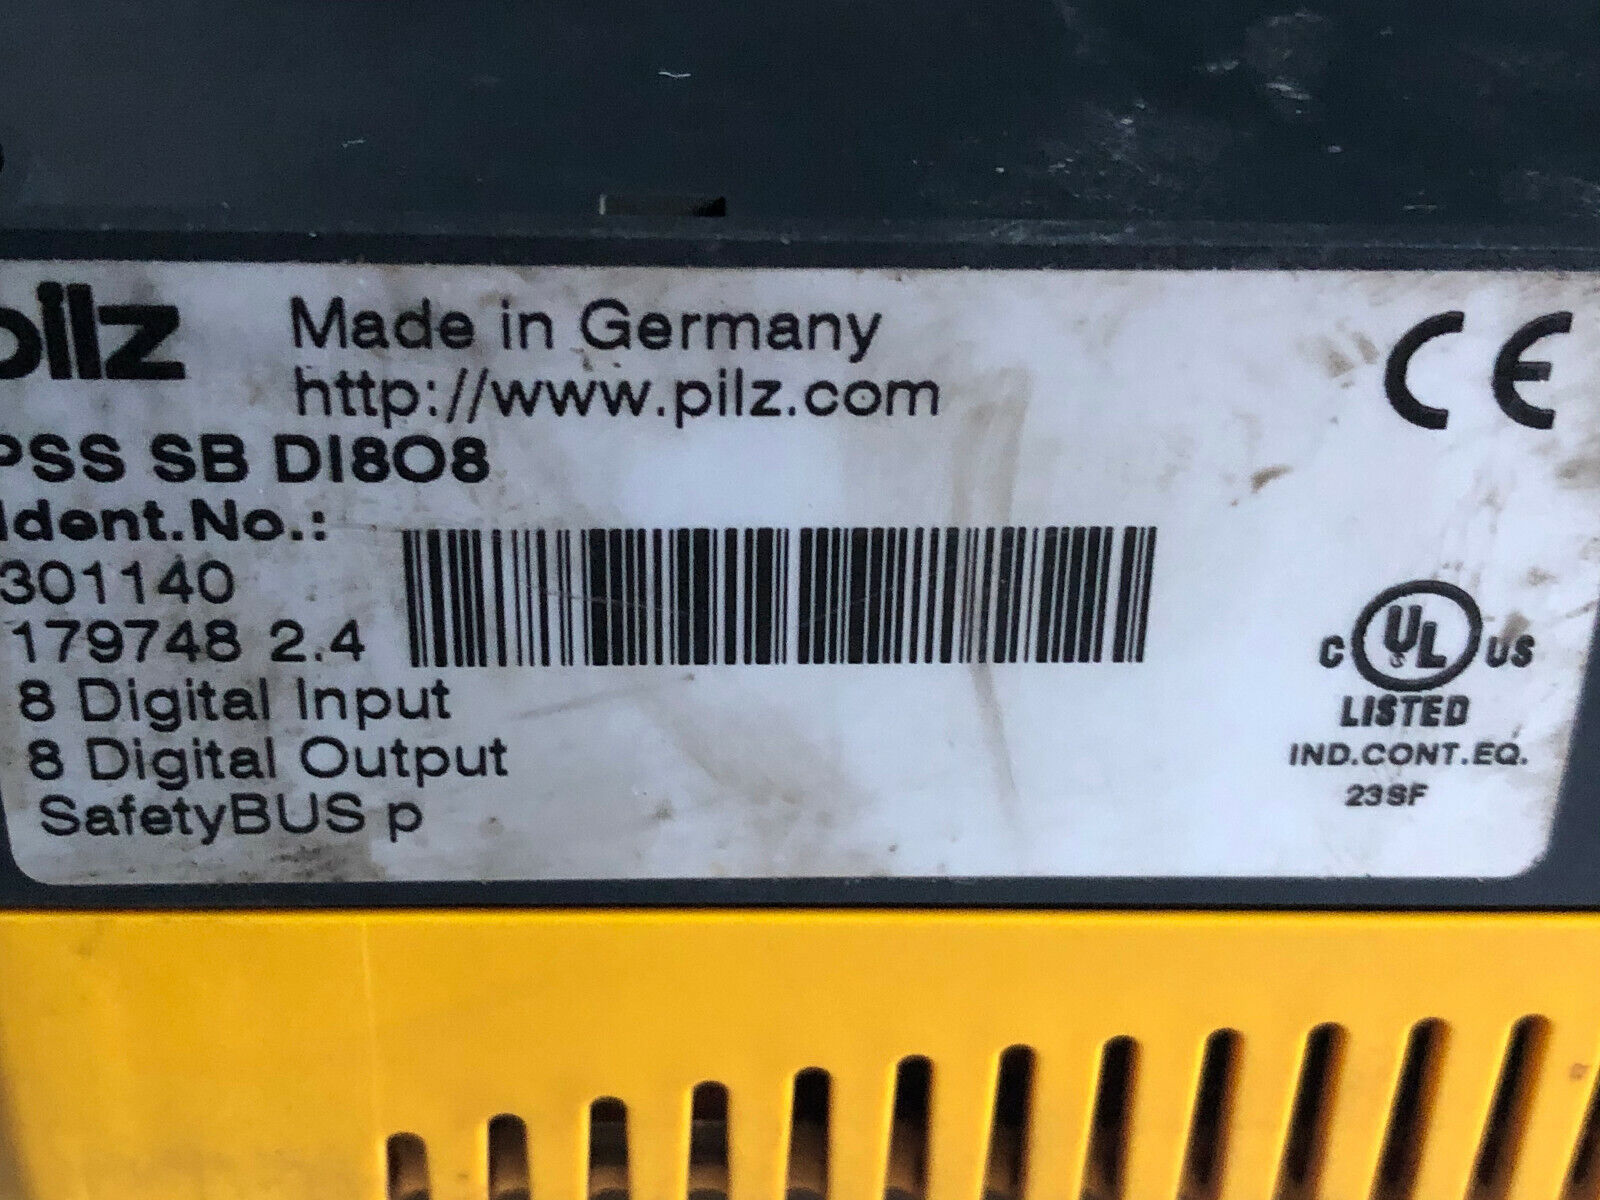 pilz
Made in Germany
http://www.pilz.com
CE
PSS SB DI8O8
Ident.No.:
301140
179748 2.4
8 Digital Input
8 Digital Output
SafetyBUS p
C UL US
LISTED
IND.CONT.EQ.
23SF